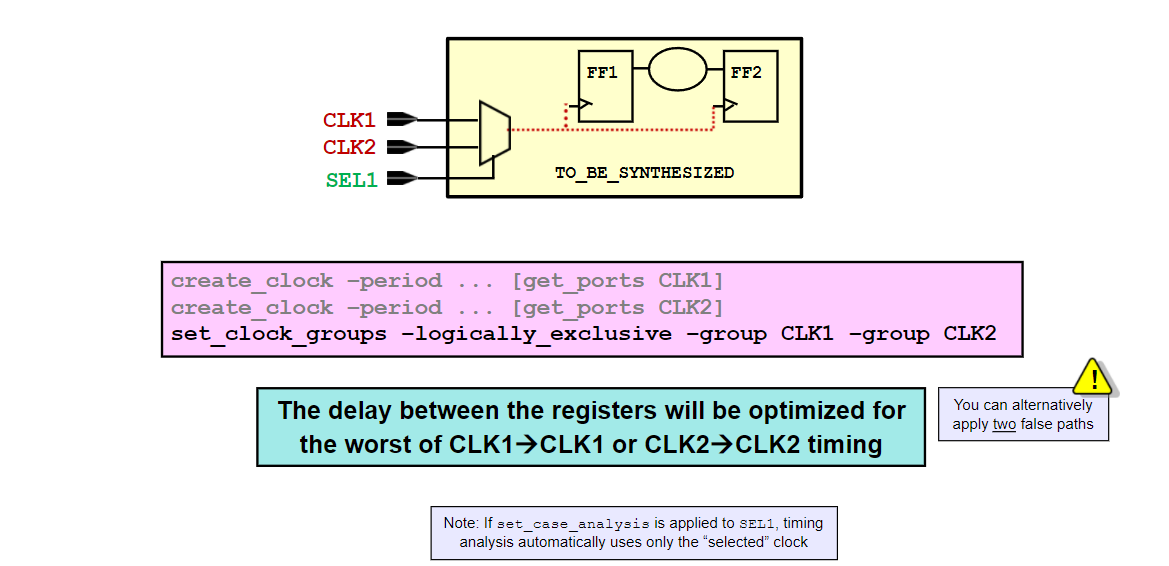 FF1
FF2
CLK1
CLK2
SEL1
TO_BE_SYNTHESIZED
create_clock –period ... [get_ports CLK1]
create_clock –period ... [get_ports CLK2]
set_clock_groups –logically_exclusive –group CLK1 –group CLK2
The delay between the registers will be optimized for
the worst of CLK1→CLK1 or CLK2→CLK2 timing
!
You can alternatively
apply two false paths
Note: If set_case_analysis is applied to SEL1, timing
analysis automatically uses only the “selected” clock